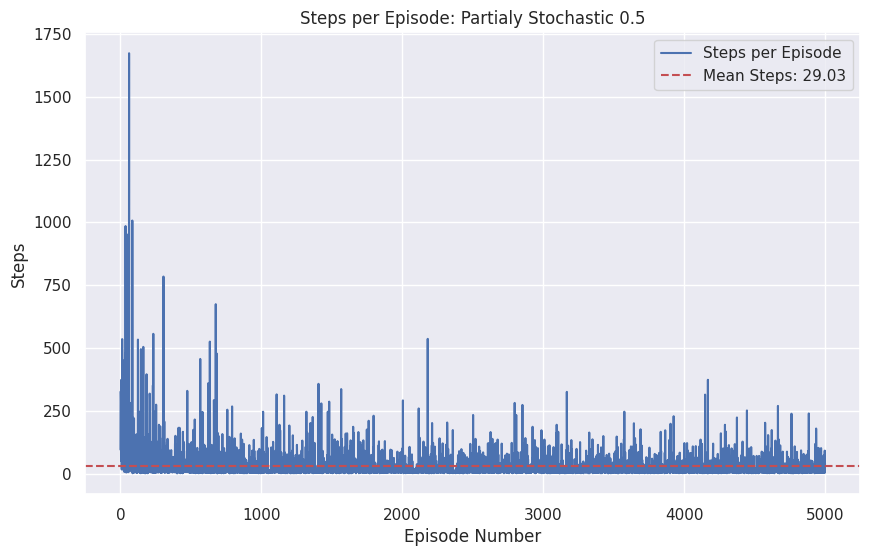 Steps per Episode: Partialy Stochastic 0.5
Steps per Episode
Mean Steps: 29.03
1750
1500
1250
1000
750
500
250
0
Steps
0 1000 2000 3000 4000 5000
Episode Number